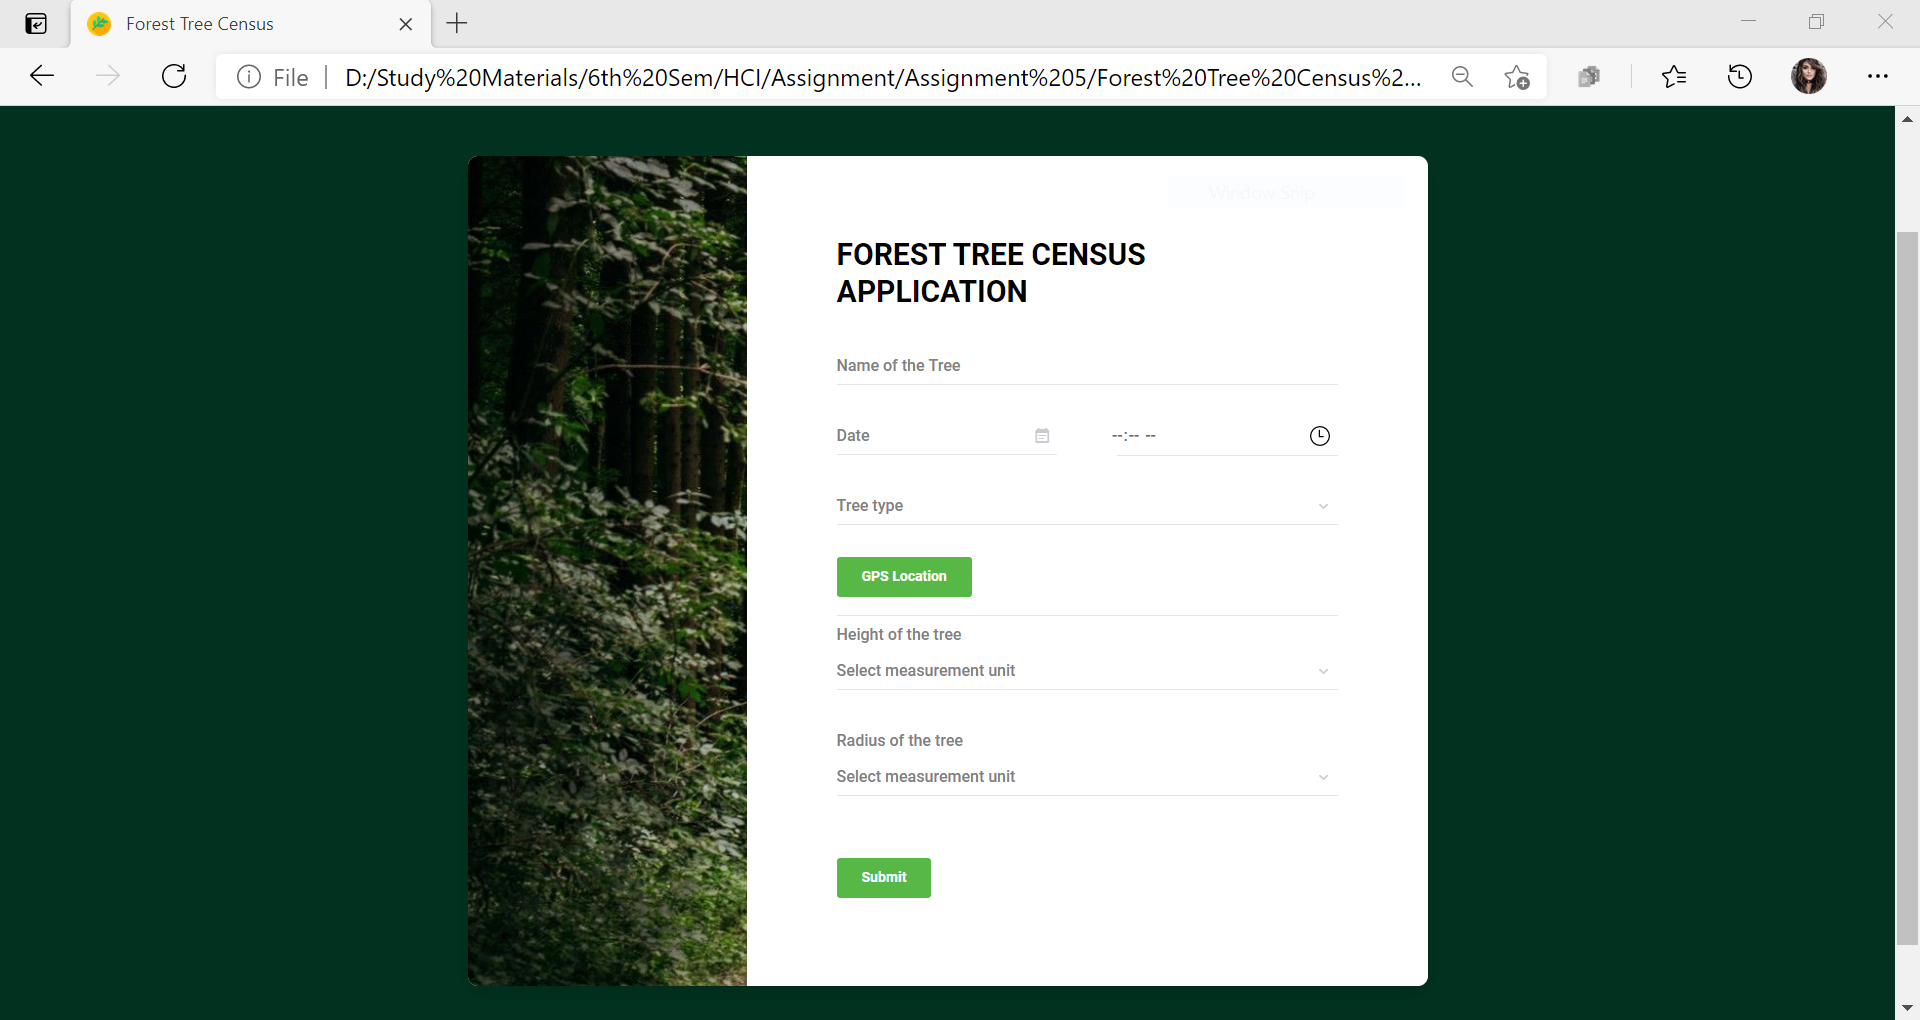 Forest Tree Census
File
D:/Study%20Materials/6th%20Sem/HCI/Assignment/Assignment%205/Forest%20Tree%20Census%2...
Window Snip
FOREST TREE CENSUS
APPLICATION
Name of the Tree
Date
--:-- --
Tree type
GPS Location
Height of the tree
Select measurement unit
Radius of the tree
Select measurement unit
Submit